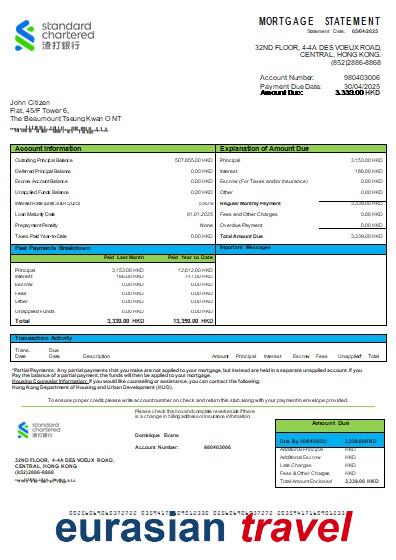 standard
chartered
渣打銀行
MORTGAGE STATEMENT
Statement Date: 05/04/2025
32ND FLOOR, 4-4A DES VOEUX ROAD,
CENTRAL, HONG KONG.
(852)2886-8868
Account Number: 980403006
Payment Due Date: 30/04/2025
Amount Due: 3,339.00 HKD
John Citizen
Flat, 45/F Tower 6,
The Beaumount Tseung Kwan O NT
Account Information
Outstanding Principal Balance 507,855.00 HKD
Deferred Principal Balance 0.00 HKD
Escrow Account Balance 0.00 HKD
Unapplied Funds Balance 0.00 HKD
Interest Rate (until 30/4/2025)
Loan Maturity Date 01.01.2025
Prepayment Penalty None
Taxes Paid Year-to-Date 0.00 HKD
Explanation of Amount Due
Principal 3,153.00 HKD
Interest 186.00 HKD
Escrow (For Taxes and/or Insurance) 0.00 HKD
Other 0.00 HKD
Regular Monthly Payment 3,339.00 HKD
Fees and Other Charges 0.00 HKD
Overdue Payment 0.00 HKD
Total Amount Due 3,339.00 HKD
Past Payments Breakdown
Paid Last Month Paid Year to Date
Principal 3,153.00 HKD 12,612.00 HKD
Interest 186.00 HKD 747.00 HKD
Escrow 0.00 HKD 0.00 HKD
Fees 0.00 HKD 0.00 HKD
Other 0.00 HKD 0.00 HKD
Unapplied Funds 0.00 HKD 0.00 HKD
Total 3,339.00 HKD 13,359.00 HKD
Important Messages
Transaction Activity
Trans. Date Due Date Description Amount Principal Interest Escrow Fees Unapplied Total
*Partial Payments: Any partial payments that you make are not applied to your mortgage, but instead are held in a separate unapplied account. If you
Pay the balance of a partial payment, the funds will then be applied to your mortgage.
Housing Counselor Information: If you would like counseling or assistance, you can contact the following:
Hong Kong Department of Housing and Urban Development (HUD).
To ensure proper credit, please write account number on check and return this stub along with your payment in envelope provided.
standard
chartered
渣打銀行
Please check this box and complete reverse side if there
is a change in billing address or insurance information.
Dominique Evans
Account Number: 980403006
32ND FLOOR, 4-4A DES VOEUX ROAD,
CENTRAL, HONG KONG
(852)2886-8868
Amount Due
Due By 30/04/2025: 3,339.00HKD
Additional Principal HKD
Additional Escrow HKD
Late Charges HKD
Fees & Other Charges HKD
Total Amount Enclosed 3,339.00 HKD
eurasian travel